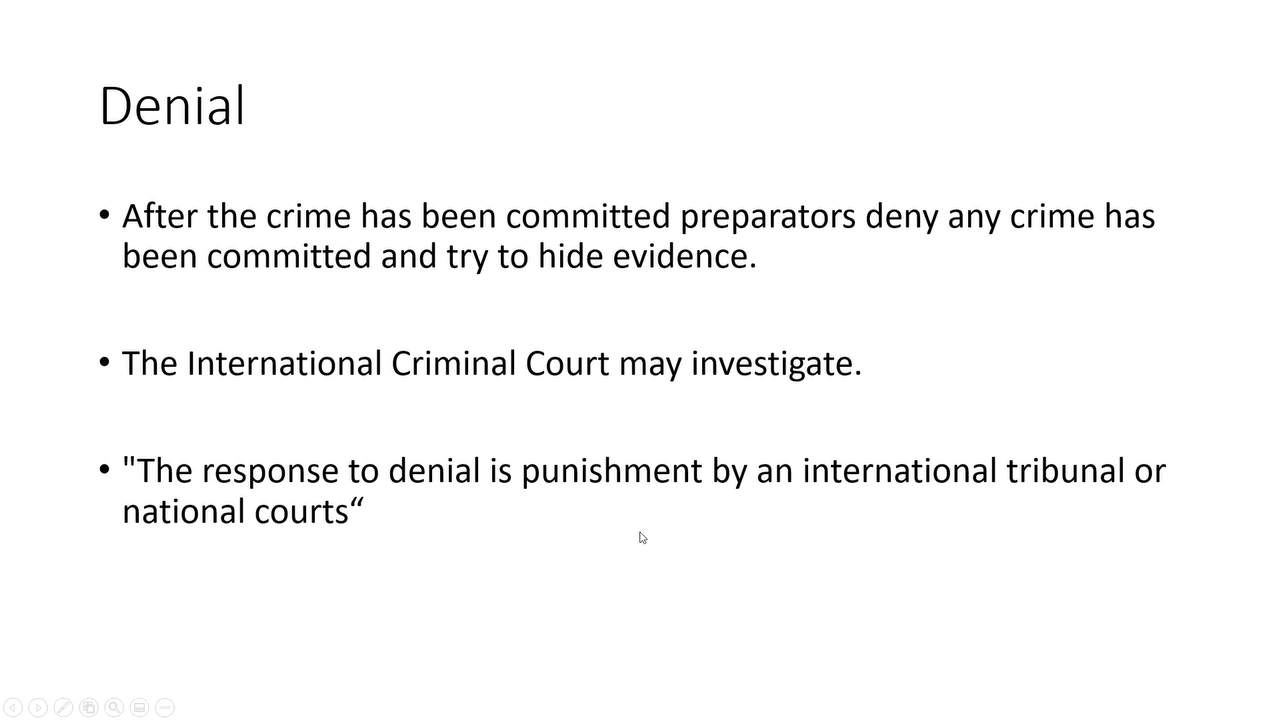 Denial
• After the crime has been committed preparators deny any crime has
been committed and try to hide evidence.
• The International Criminal Court may investigate.
• "The response to denial is punishment by an international tribunal or
national courts“